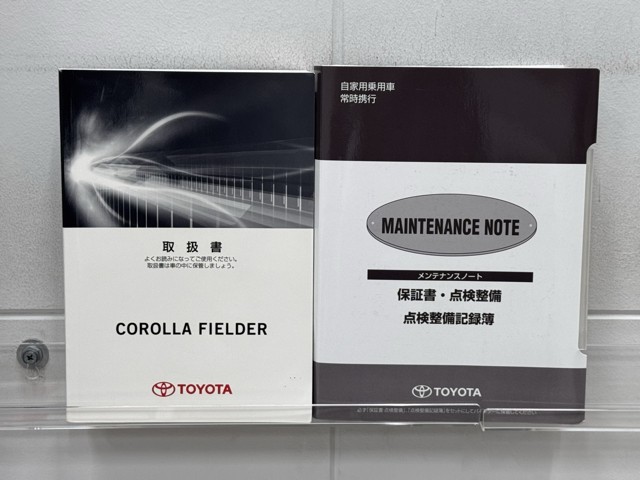 取扱書
よくお読みになってご使用ください。
取扱書は車の中に保管しましょう。
COROLLA FIELDER
TOYOTA
自家用乗用車
常時携行
MAINTENANCE NOTE
メンテナンスノート
保証書・点検整備
点検整備記録簿
TOYOTA